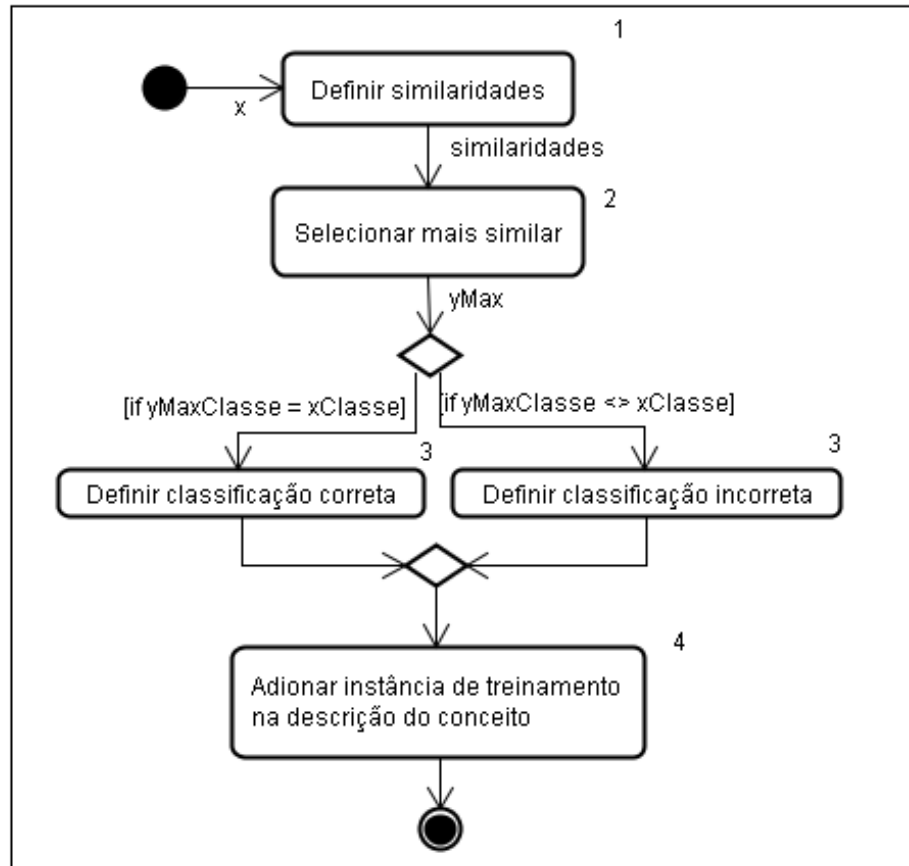 1
Definir similaridades
x
similaridades
2
Selecionar mais similar
yMax
[if yMaxClasse = xClasse]
[if yMaxClasse <> xClasse]
3
Definir classificação correta
3
Definir classificação incorreta
4
Adionar instância de treinamento
na descrição do conceito